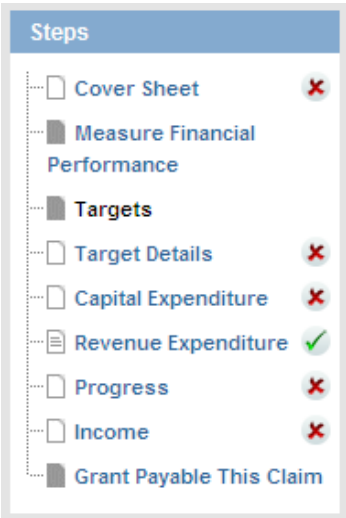 Steps
Cover Sheet
Measure Financial
Performance
Targets
Target Details
Capital Expenditure
Revenue Expenditure
Progress
Income
Grant Payable This Claim